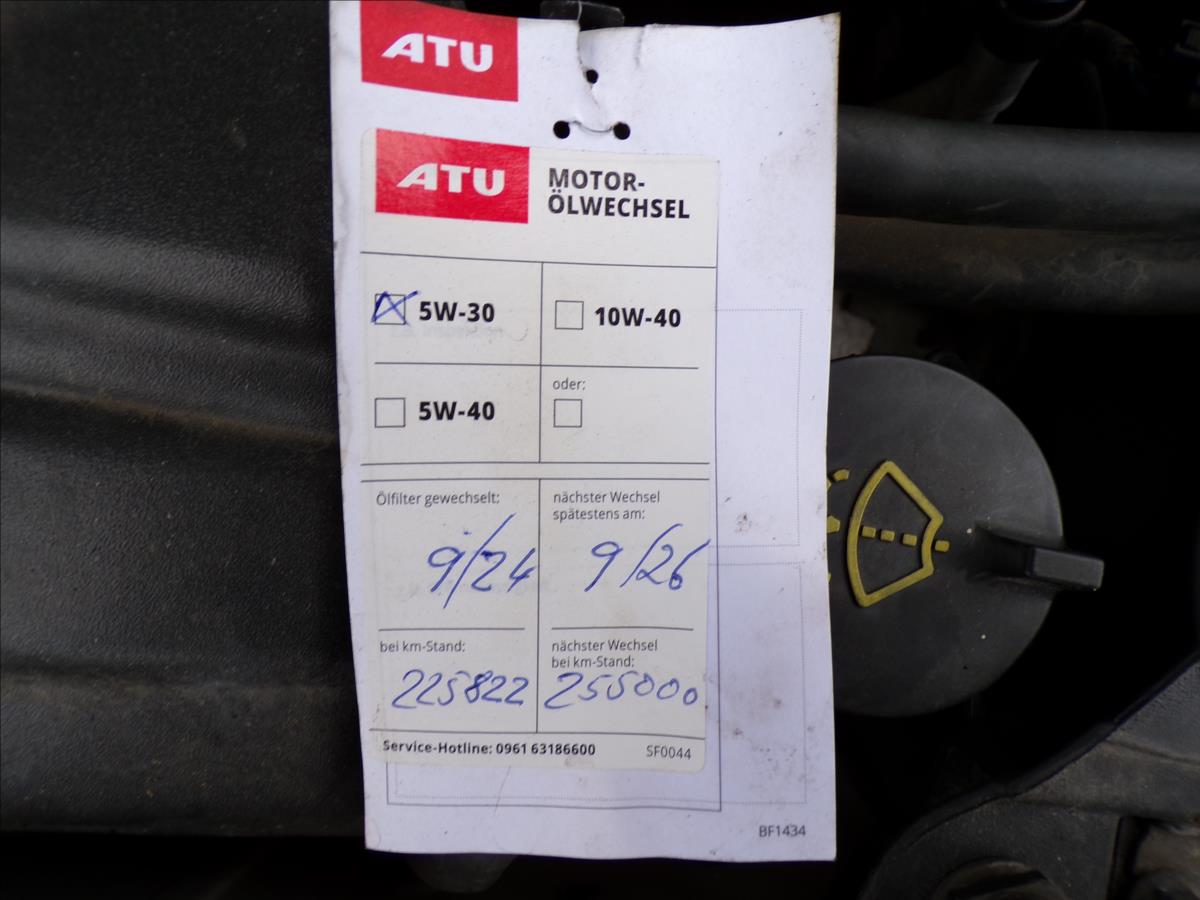 ATU
ATU
MOTOR-
ÖLWECHSEL
5W-30
10W-40
5W-40
oder:
Ölfilter gewechselt:
nächster Wechsel
spätestens am:
9/24
9/26
bei km-Stand:
nächster Wechsel
bei km-Stand:
225822
255000
Service-Hotline: 0961 63186600
SF0044
BF1434